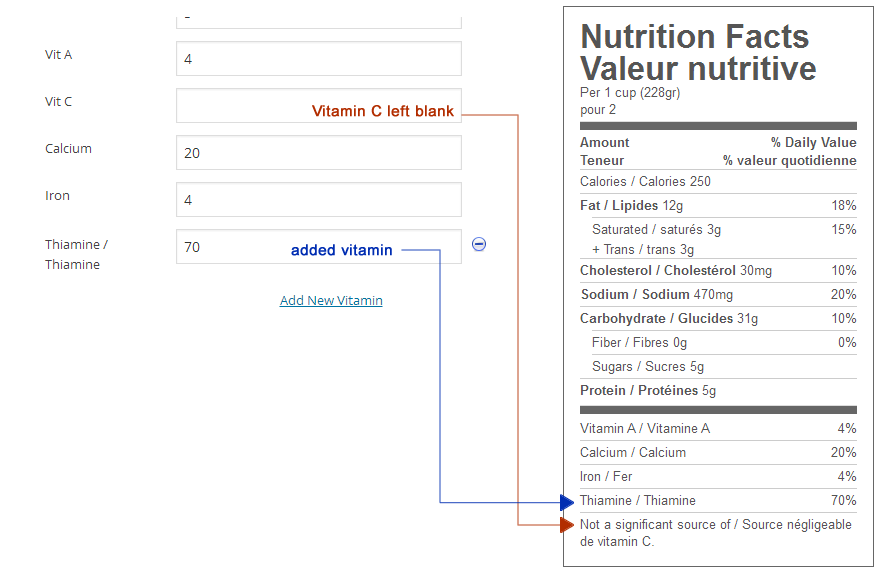 Vit A
4
Vit C
Vitamin C left blank
Calcium
20
Iron
4
Thiamine /
Thiamine
70
added vitamin
Add New Vitamin
Nutrition Facts
Valeur nutritive
Per 1 cup (228gr)
pour 2
Amount % Daily Value
Teneur % valeur quotidienne
Calories / Calories 250
Fat / Lipides 12g 18%
Saturated / saturés 3g 15%
+ Trans / trans 3g
Cholesterol / Cholestérol 30mg 10%
Sodium / Sodium 470mg 20%
Carbohydrate / Glucides 31g 10%
Fiber / Fibres 0g 0%
Sugars / Sucres 5g
Protein / Protéines 5g
Vitamin A / Vitamine A 4%
Calcium / Calcium 20%
Iron / Fer 4%
Thiamine / Thiamine 70%
Not a significant source of / Source négligeable
de vitamin C.